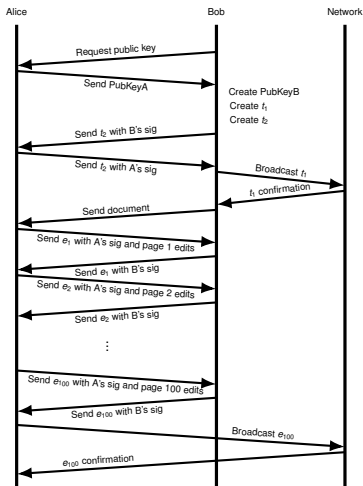 Alice Bob Network
Request public key
Send PubKeyA
Create PubKeyB
Create t₁
Create t₂
Send t₂ with B's sig
Send t₂ with A's sig
Broadcast t₁
t₁ confirmation
Send document
Send e₁ with A's sig and page 1 edits
Send e₁ with B's sig
Send e₂ with A's sig and page 2 edits
Send e₂ with B's sig
⋮
Send e₁₀₀ with A's sig and page 100 edits
Send e₁₀₀ with B's sig
Broadcast e₁₀₀
e₁₀₀ confirmation